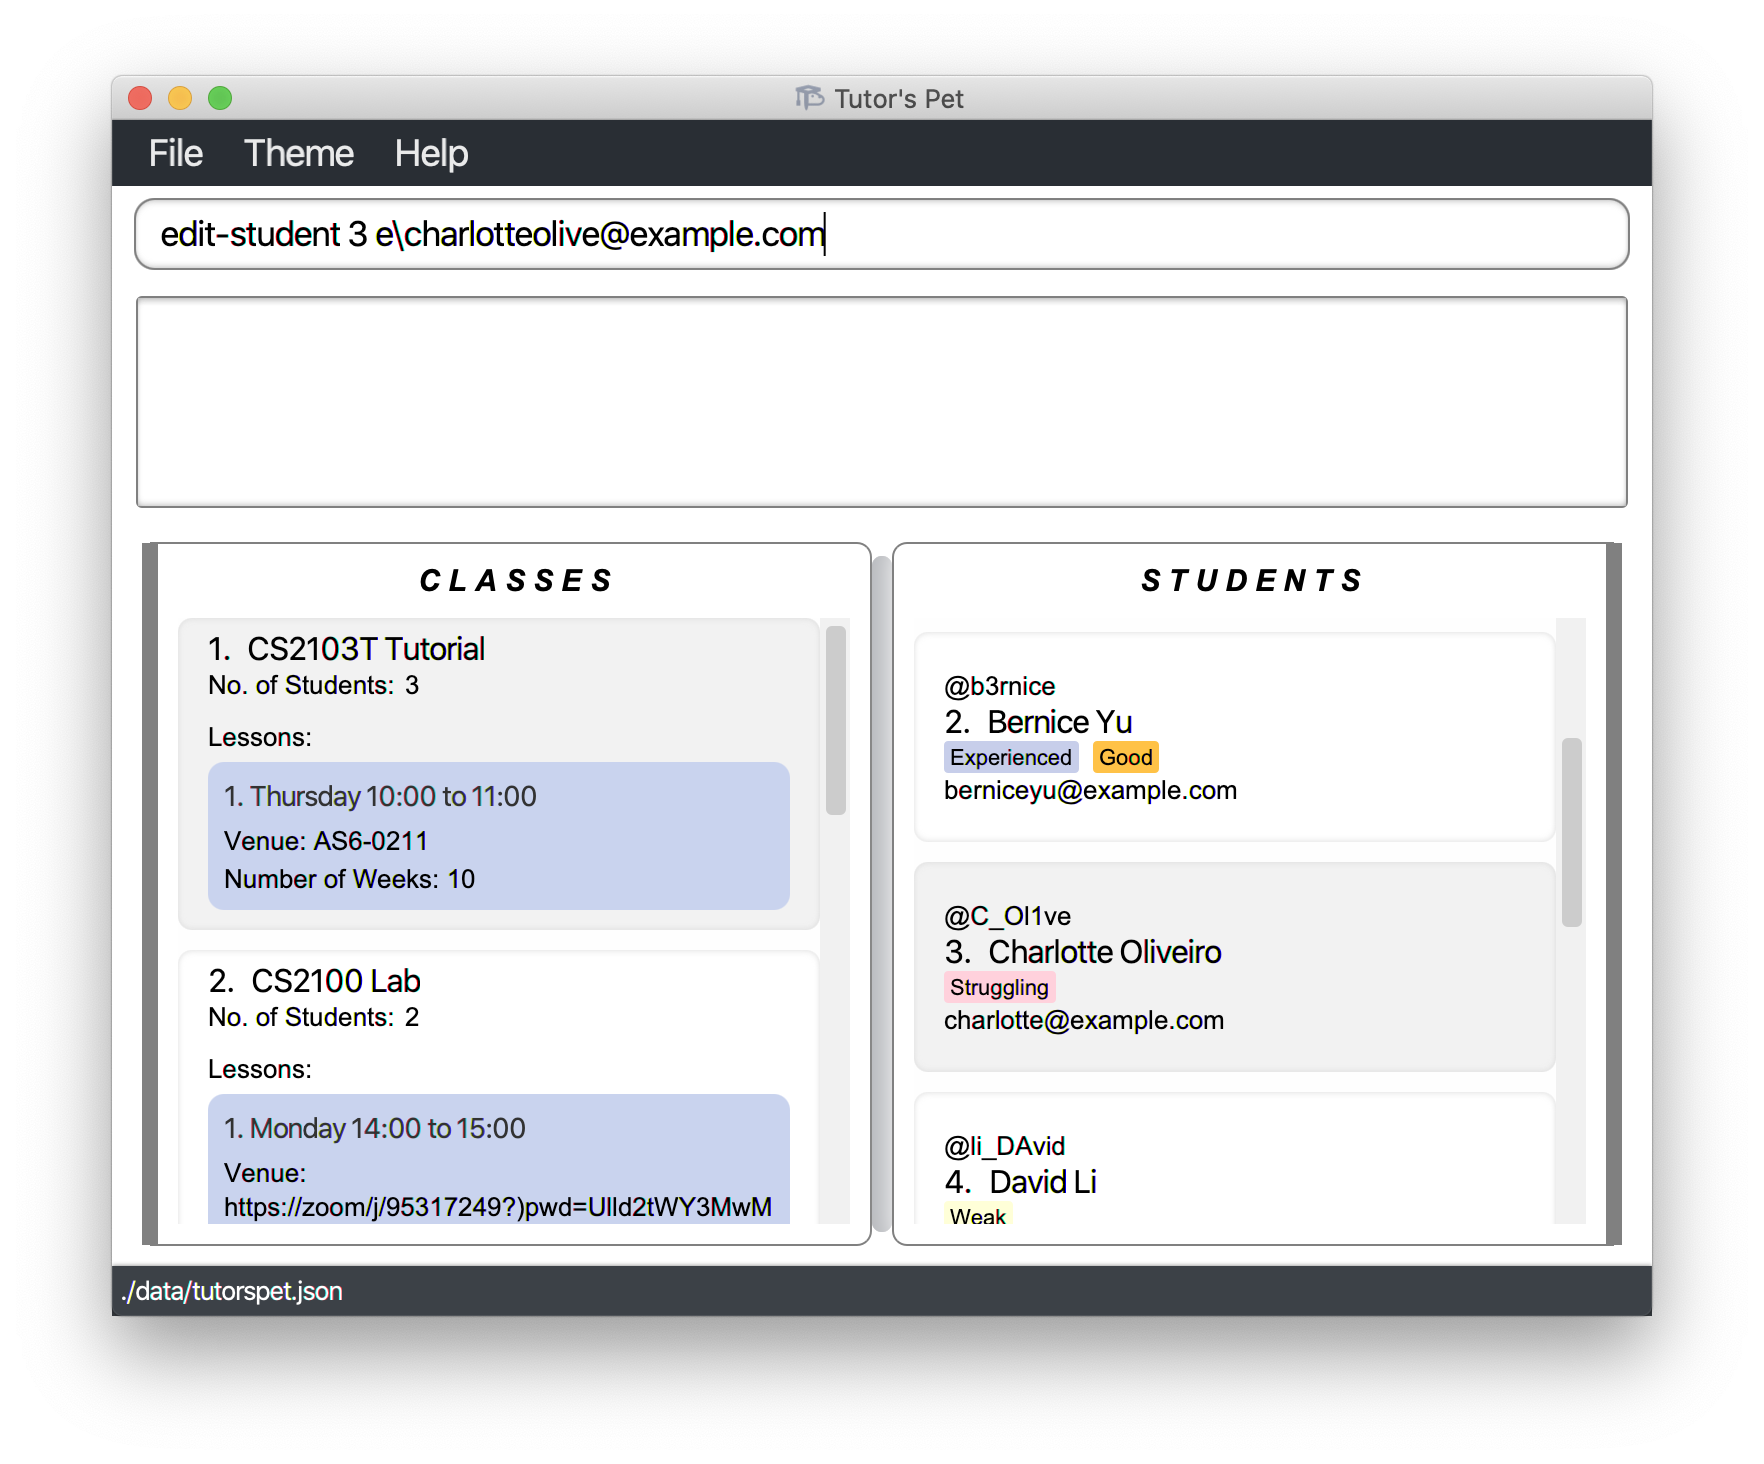 Tutor's Pet
File Theme Help
edit-student 3 e\charlotteolive@example.com
CLASSES
1. CS2103T Tutorial
No. of Students: 3
Lessons:
1. Thursday 10:00 to 11:00
Venue: AS6-0211
Number of Weeks: 10
2. CS2100 Lab
No. of Students: 2
Lessons:
1. Monday 14:00 to 15:00
Venue:
https://zoom/j/95317249?)pwd=Ulld2tWY3MwM
STUDENTS
@b3rnice
2. Bernice Yu
Experienced Good
berniceyu@example.com
@C_Ol1ve
3. Charlotte Oliveiro
Struggling
charlotte@example.com
@li_DAvid
4. David Li
Weak
./data/tutorspet.json